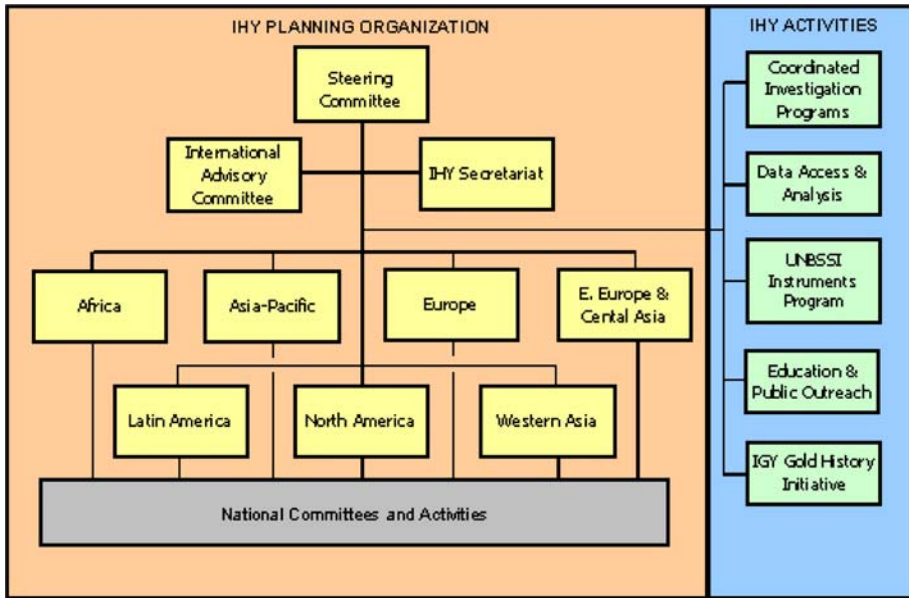 IHY PLANNING ORGANIZATION
Steering
Committee
International
Advisory
Committee
IHY Secretariat
Africa
Asia-Pacific
Europe
E. Europe &
Cental Asia
Latin America
North America
Western Asia
National Committees and Activities
IHY ACTIVITIES
Coordinated
Investigation
Programs
Data Access &
Analysis
UNBSSI
Instruments
Program
Education &
Public Outreach
IGY Gold History
Initiative